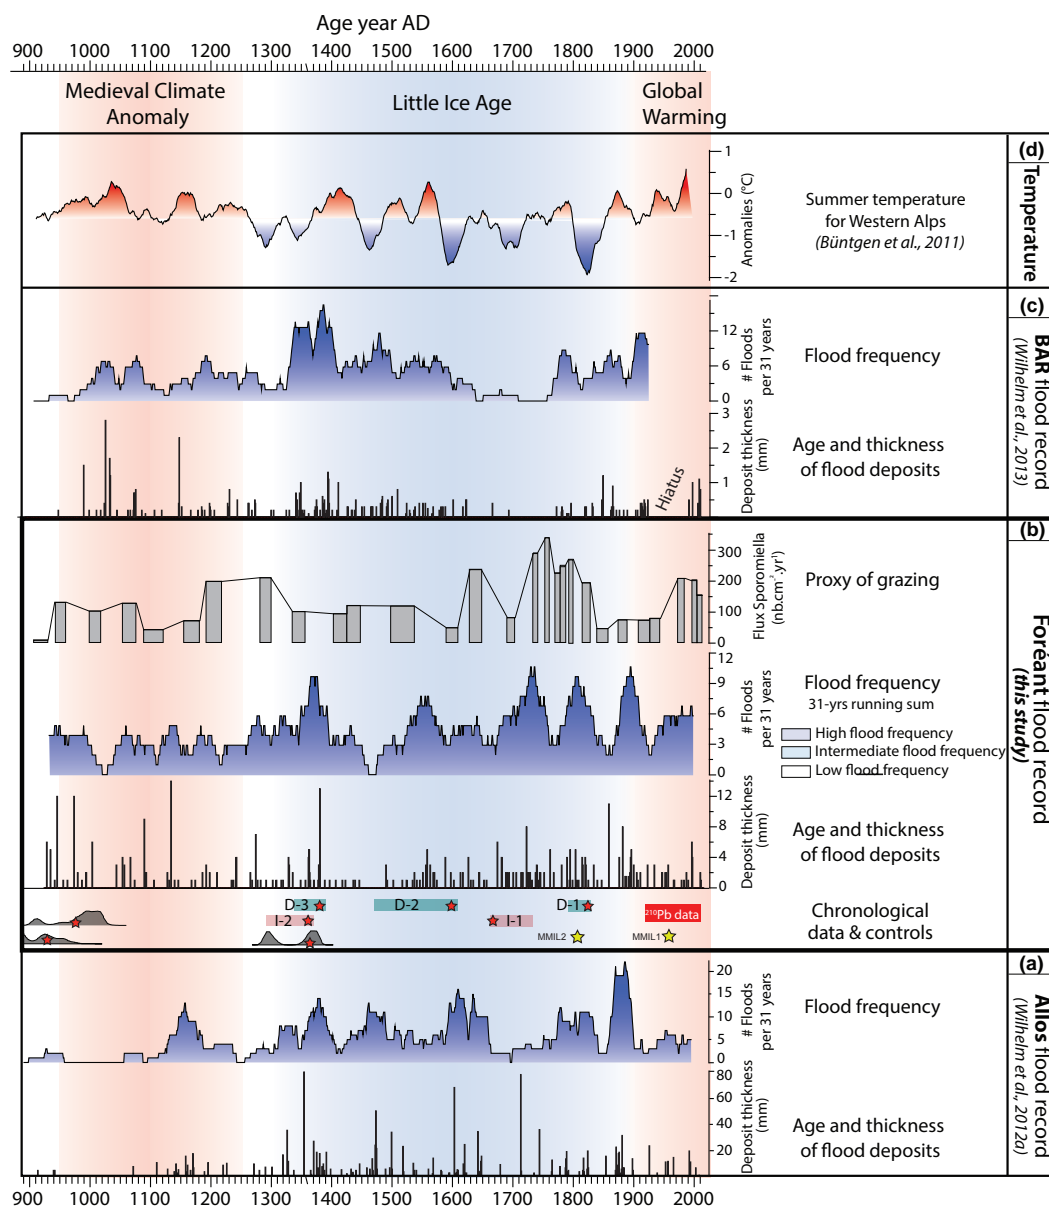 Age year AD
900 1000 1100 1200 1300 1400 1500 1600 1700 1800 1900 2000
Medieval Climate
Anomaly
Little Ice Age
Global
Warming
1
0
-1
-2
Anomalies (°C)
Summer temperature
for Western Alps
(Büntgen et al., 2011)
(d)
Temperature
12
6
0
# Floods
per 31 years
Flood frequency
3
2
1
Deposit thickness
(mm)
Age and thickness
of flood deposits
Hiatus
(c)
BAR flood record
(Wilhelm et al., 2013)
300
200
100
0
Flux Sporomiella
(nb.cm⁻².yr¹)
Proxy of grazing
12
9
6
3
0
# Floods
per 31 years
Flood frequency
31-yrs running sum
High flood frequency
Intermediate flood frequency
Low flood frequency
12
8
4
0
Deposit thickness
(mm)
Age and thickness
of flood deposits
D-3
D-2
D-1
I-2
I-1
²¹⁰Pb data
MMIL2
MMIL1
Chronological
data & controls
(b)
Foréant flood record
(this study)
20
15
10
5
0
# Floods
per 31 years
Flood frequency
80
60
40
20
Deposit thickness
(mm)
Age and thickness
of flood deposits
(a)
Allos flood record
(Wilhelm et al., 2012a)
900 1000 1100 1200 1300 1400 1500 1600 1700 1800 1900 2000